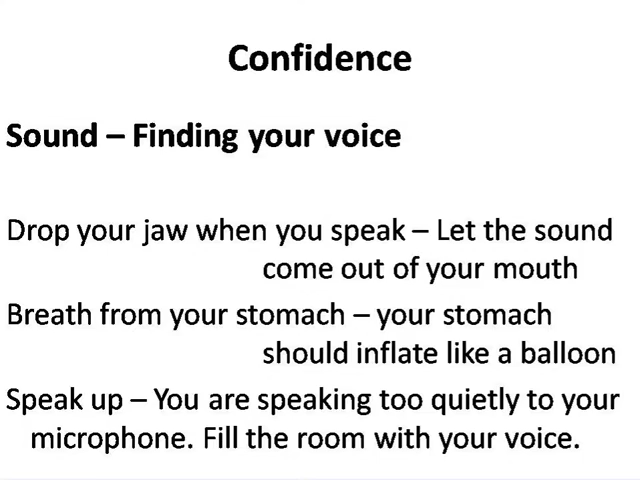 Confidence
Sound – Finding your voice
Drop your jaw when you speak – Let the sound
come out of your mouth
Breath from your stomach – your stomach
should inflate like a balloon
Speak up – You are speaking too quietly to your
microphone. Fill the room with your voice.